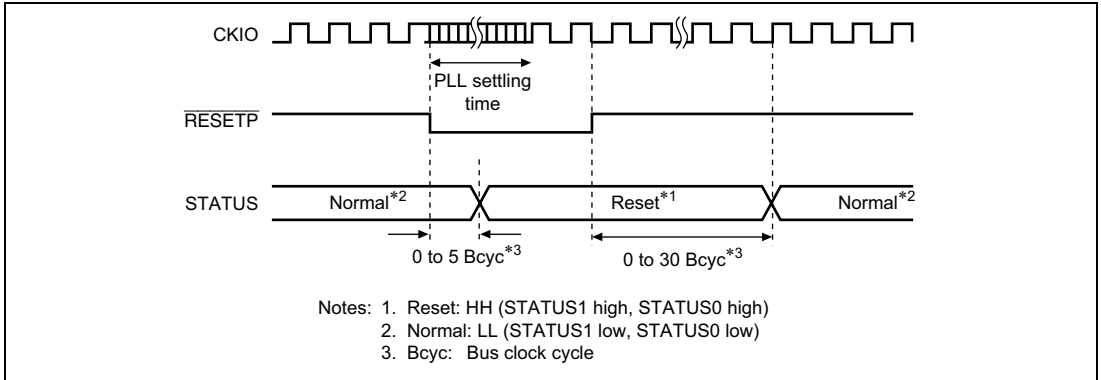 CKIO
PLL settling
time
RESETP
STATUS
Normal*2
Reset*1
Normal*2
0 to 5 Bcyc*3
0 to 30 Bcyc*3
Notes: 1. Reset: HH (STATUS1 high, STATUS0 high)
2. Normal: LL (STATUS1 low, STATUS0 low)
3. Bcyc: Bus clock cycle